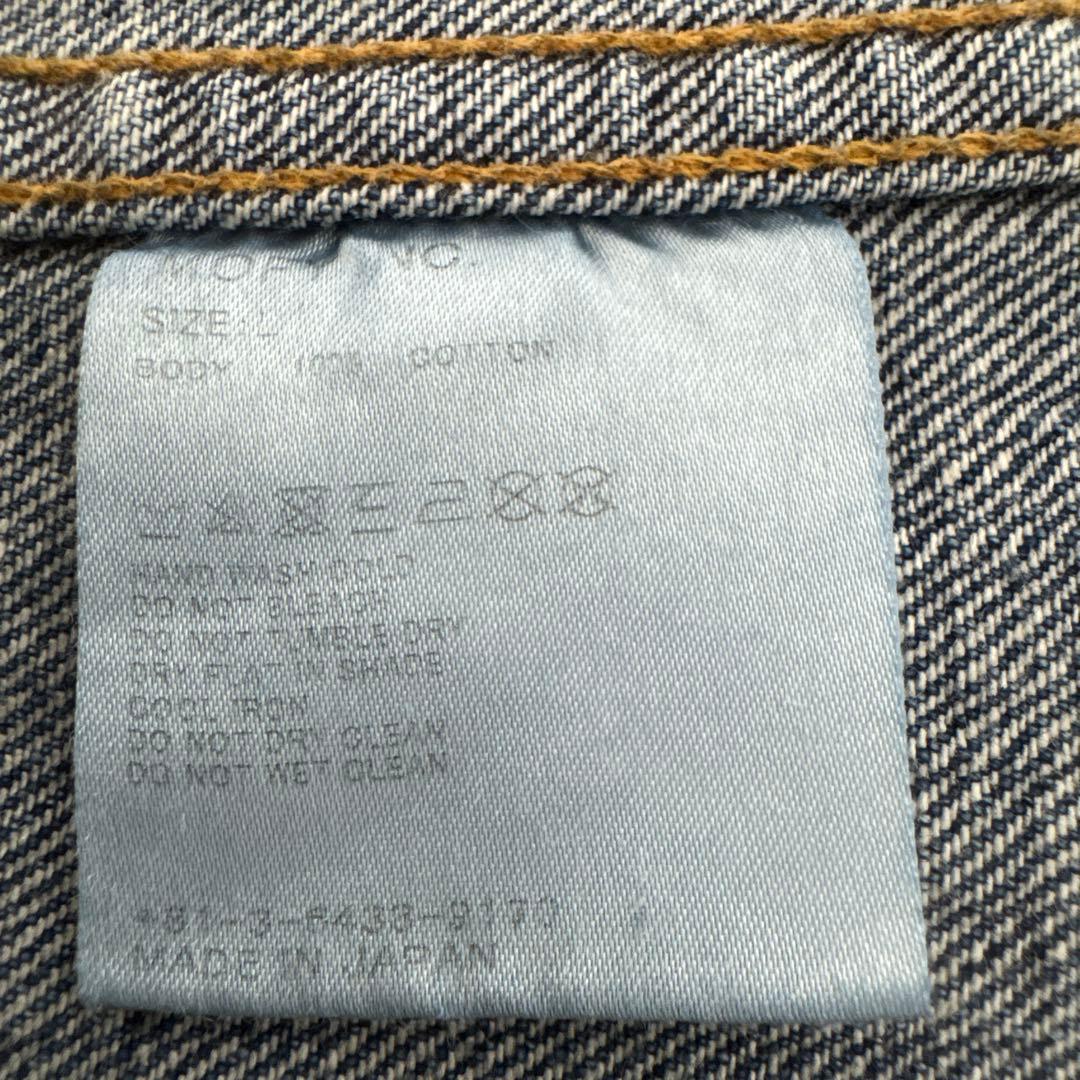 SIZE L
BODY 100% COTTON
HAND WASH COLD
DO NOT BLEACH
DO NOT TUMBLE DRY
DRY FLAT IN SHADE
COOL IRON
DO NOT DRY CLEAN
DO NOT WET CLEAN
MADE IN JAPAN